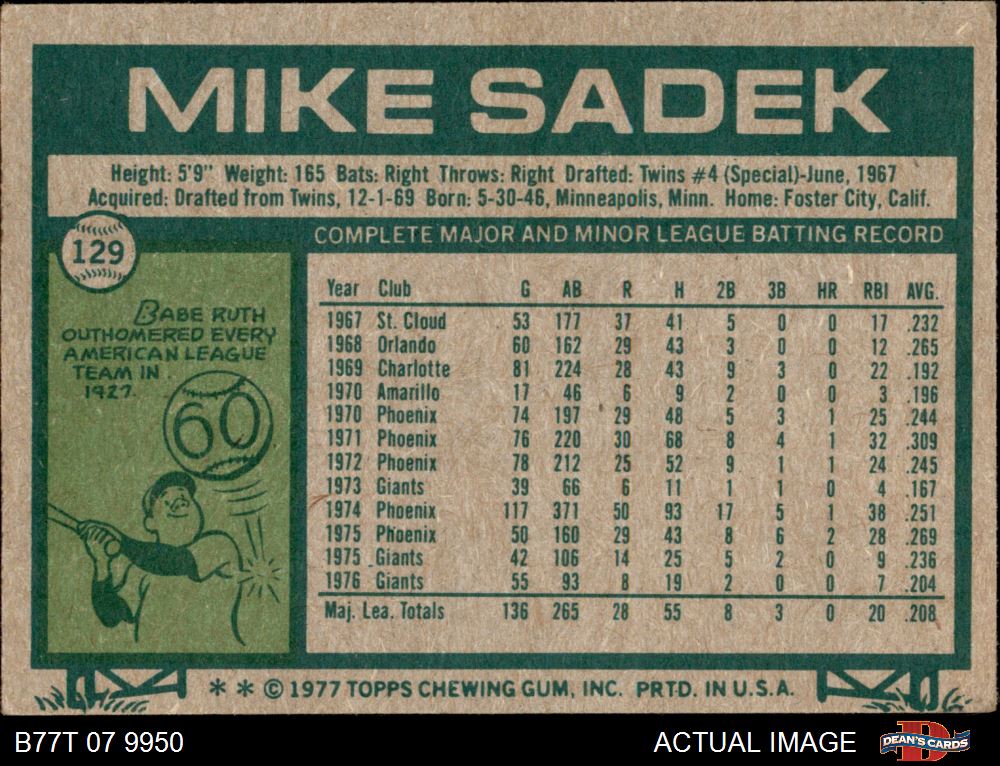 MIKE SADEK
Height: 5'9" Weight: 165 Bats: Right Throws: Right Drafted: Twins #4 (Special)-June, 1967
Acquired: Drafted from Twins, 12-1-69 Born: 5-30-46, Minneapolis, Minn. Home: Foster City, Calif.
129
COMPLETE MAJOR AND MINOR LEAGUE BATTING RECORD
BABE RUTH
OUTHOMERED EVERY
AMERICAN LEAGUE
TEAM IN
1927.
60
Year Club G AB R H 2B 3B HR RBI AVG.
1967 St. Cloud 53 177 37 41 5 0 0 17 .232
1968 Orlando 60 162 29 43 3 0 0 12 .265
1969 Charlotte 81 224 28 43 9 3 0 22 .192
1970 Amarillo 17 46 6 9 2 0 0 3 .196
1970 Phoenix 74 197 29 48 5 3 1 25 .244
1971 Phoenix 76 220 30 68 8 4 1 32 .309
1972 Phoenix 78 212 25 52 9 1 1 24 .245
1973 Giants 39 66 6 11 1 1 0 4 .167
1974 Phoenix 117 371 50 93 17 5 1 38 .251
1975 Phoenix 50 160 29 43 8 6 2 28 .269
1975 Giants 42 106 14 25 5 2 0 9 .236
1976 Giants 55 93 8 19 2 0 0 7 .204
Maj. Lea. Totals 136 265 28 55 8 3 0 20 .208
* * © 1977 TOPPS CHEWING GUM, INC. PRTD. IN U.S.A.
B77T 07 9950
ACTUAL IMAGE
D
DEAN'S CARDS